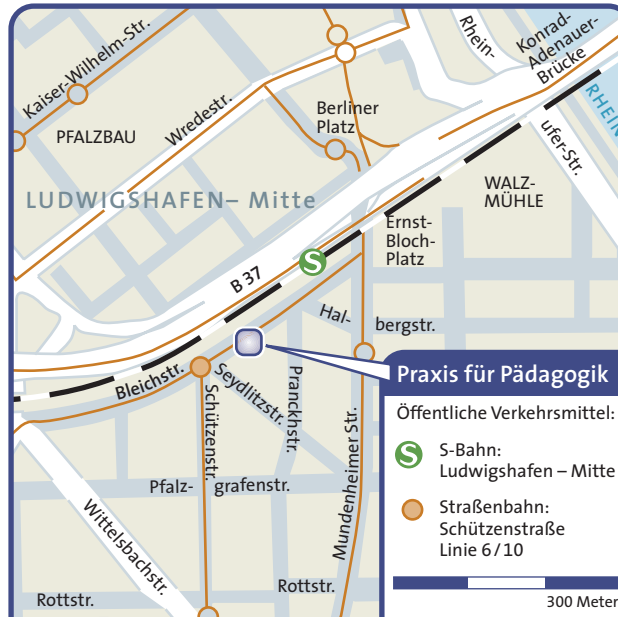 Kaiser-Wilhelm-Str.
Rhein-
Konrad-
Adenauer-
Brücke
RHEIN
PFALZBAU
Wredestr.
Berliner
Platz
ufer-Str.
LUDWIGSHAFEN – Mitte
WALZ-
MÜHLE
Ernst-
Bloch-
Platz
B 37
S
Hal-
bergstr.
Bleichstr.
Seydlitzstr.
Pranckhstr.
Schützenstr.
Mundenheimer Str.
Pfalz-
grafenstr.
Wittelsbachstr.
Rottstr.
Rottstr.
Praxis für Pädagogik
Öffentliche Verkehrsmittel:
S
S-Bahn:
Ludwigshafen – Mitte
Straßenbahn:
Schützenstraße
Linie 6/10
300 Meter